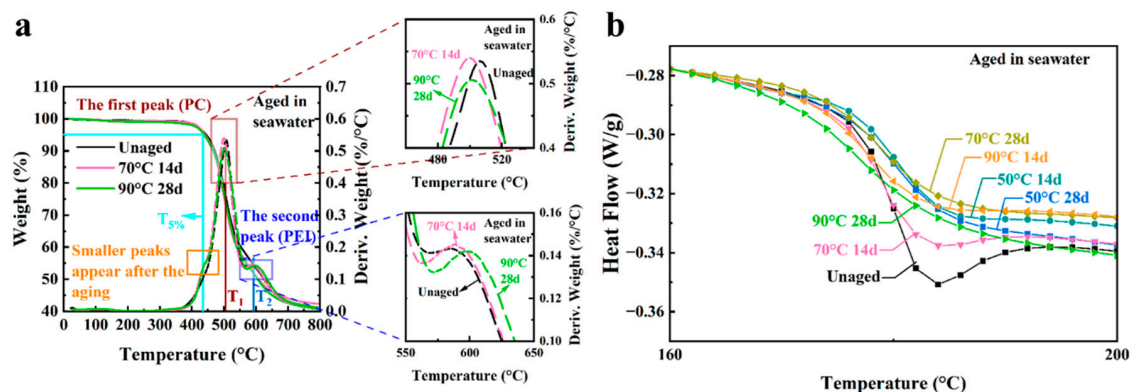 a
The first peak (PC)
Aged in
seawater
Unaged
70°C 14d
90°C 28d
T5%
The second
peak (PEI)
Smaller peaks
appear after the
aging
T1
T2
Weight (%)
100
90
80
70
60
50
40
0 100 200 300 400 500 600 700 800
Temperature (°C)
Deriv. Weight (%/°C)
0.7
0.6
0.5
0.4
0.3
0.2
0.1
0.0
Aged in
seawater
70°C 14d
Unaged
90°C
28d
0.6
0.5
0.4
Deriv. Weight (%/°C)
480 520
Temperature (°C)
Aged in
seawater
70°C 14d
90°C
28d
Unaged
0.16
0.14
0.12
0.10
Deriv. Weight (%/°C)
550 600 650
Temperature (°C)
b
Aged in seawater
Heat Flow (W/g)
−0.28
−0.30
−0.32
−0.34
−0.36
70°C 28d
90°C 14d
50°C 14d
50°C 28d
90°C 28d
70°C 14d
Unaged
160 200
Temperature (°C)